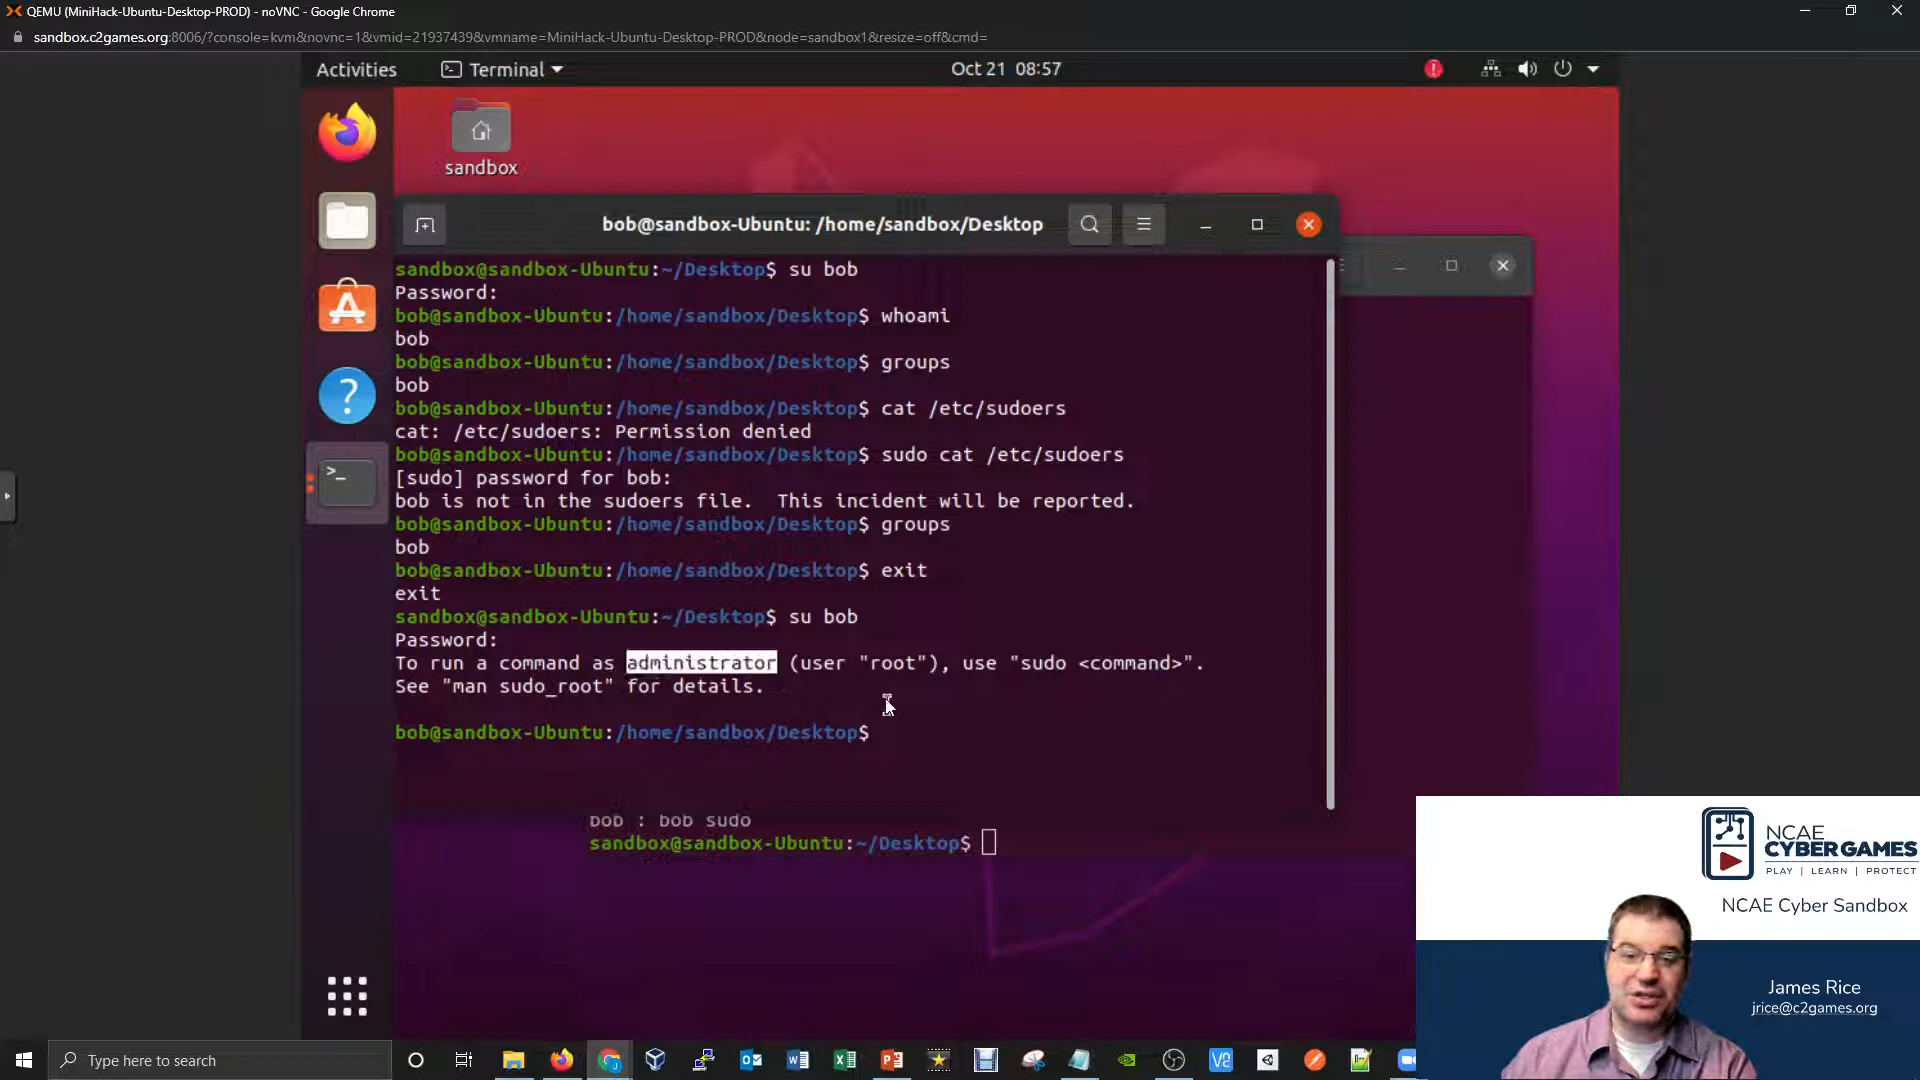 QEMU (MiniHack-Ubuntu-Desktop-PROD) - noVNC - Google Chrome
sandbox.c2games.org:8006/?console=kvm&novnc=1&vmid=21937439&vmname=MiniHack-Ubuntu-Desktop-PROD&node=sandbox1&resize=off&cmd=
Activities
Terminal
Oct 21 08:57
sandbox
bob@sandbox-Ubuntu: /home/sandbox/Desktop
sandbox@sandbox-Ubuntu:~/Desktop$ su bob
Password:
bob@sandbox-Ubuntu:/home/sandbox/Desktop$ whoami
bob
bob@sandbox-Ubuntu:/home/sandbox/Desktop$ groups
bob
bob@sandbox-Ubuntu:/home/sandbox/Desktop$ cat /etc/sudoers
cat: /etc/sudoers: Permission denied
bob@sandbox-Ubuntu:/home/sandbox/Desktop$ sudo cat /etc/sudoers
[sudo] password for bob:
bob is not in the sudoers file.  This incident will be reported.
bob@sandbox-Ubuntu:/home/sandbox/Desktop$ groups
bob
bob@sandbox-Ubuntu:/home/sandbox/Desktop$ exit
exit
sandbox@sandbox-Ubuntu:~/Desktop$ su bob
Password:
To run a command as administrator (user "root"), use "sudo <command>".
See "man sudo_root" for details.
bob@sandbox-Ubuntu:/home/sandbox/Desktop$
bob : bob sudo
sandbox@sandbox-Ubuntu:~/Desktop$
NCAE
CYBERGAMES
PLAY | LEARN | PROTECT
NCAE Cyber Sandbox
James Rice
jrice@c2games.org
Type here to search